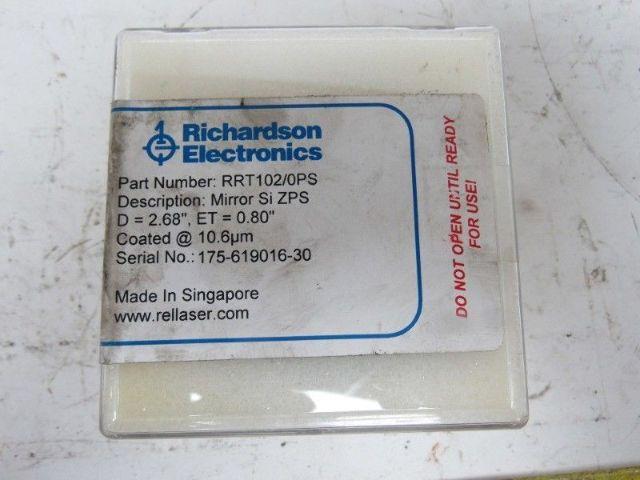 Richardson
Electronics
Part Number: RRT102/0PS
Description: Mirror Si ZPS
D = 2.68", ET = 0.80"
Coated @ 10.6µm
Serial No.: 175-619016-30
Made In Singapore
www.rellaser.com
DO NOT OPEN UNTIL READY
FOR USE!